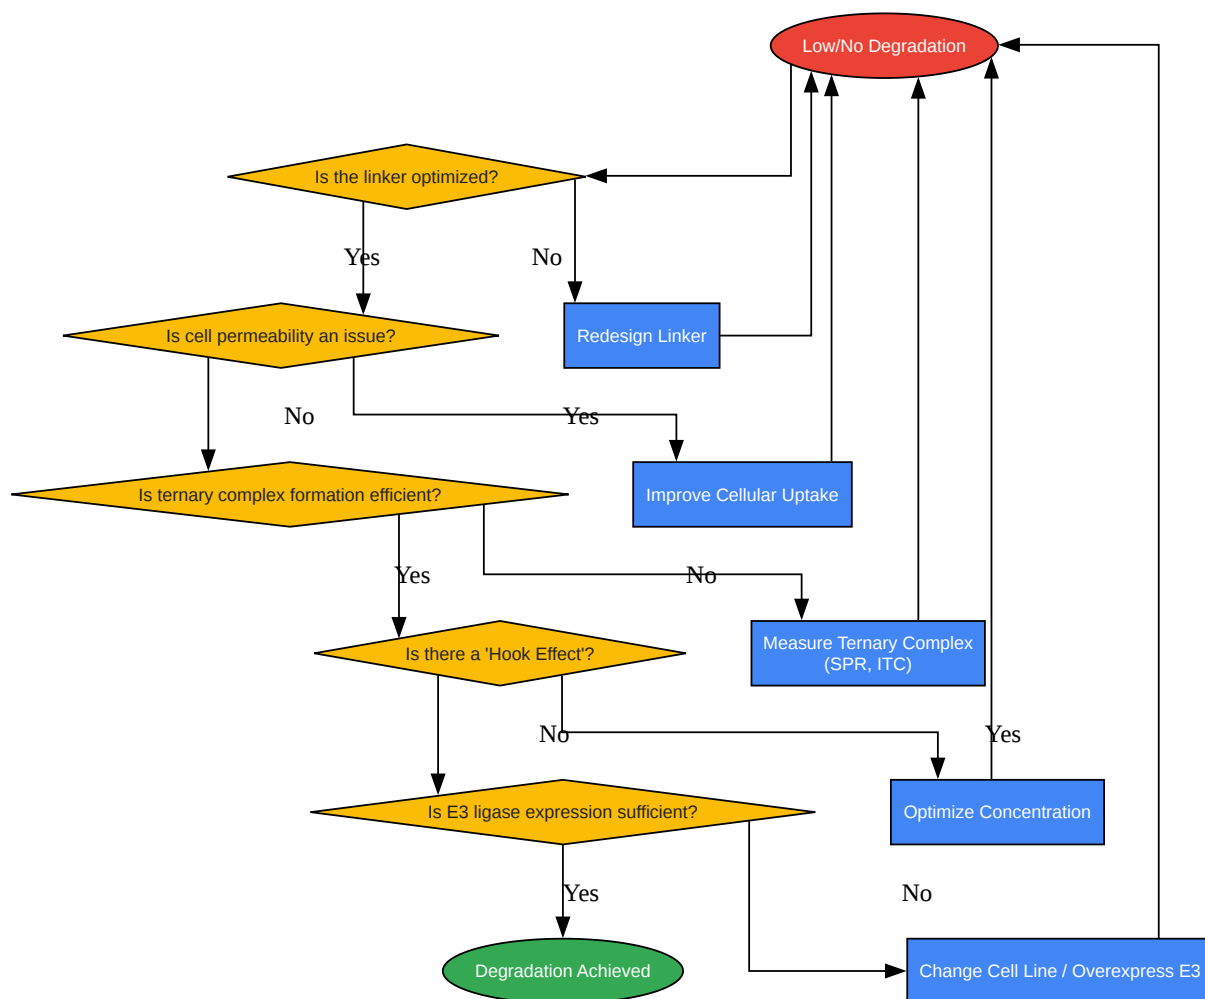 Low/No Degradation
Is the linker optimized?
Yes
No
Is cell permeability an issue?
Redesign Linker
No
Yes
Is ternary complex formation efficient?
Improve Cellular Uptake
Yes
No
Is there a 'Hook Effect'?
Measure Ternary Complex
(SPR, ITC)
No
Yes
Is E3 ligase expression sufficient?
Optimize Concentration
Yes
No
Degradation Achieved
Change Cell Line / Overexpress E3